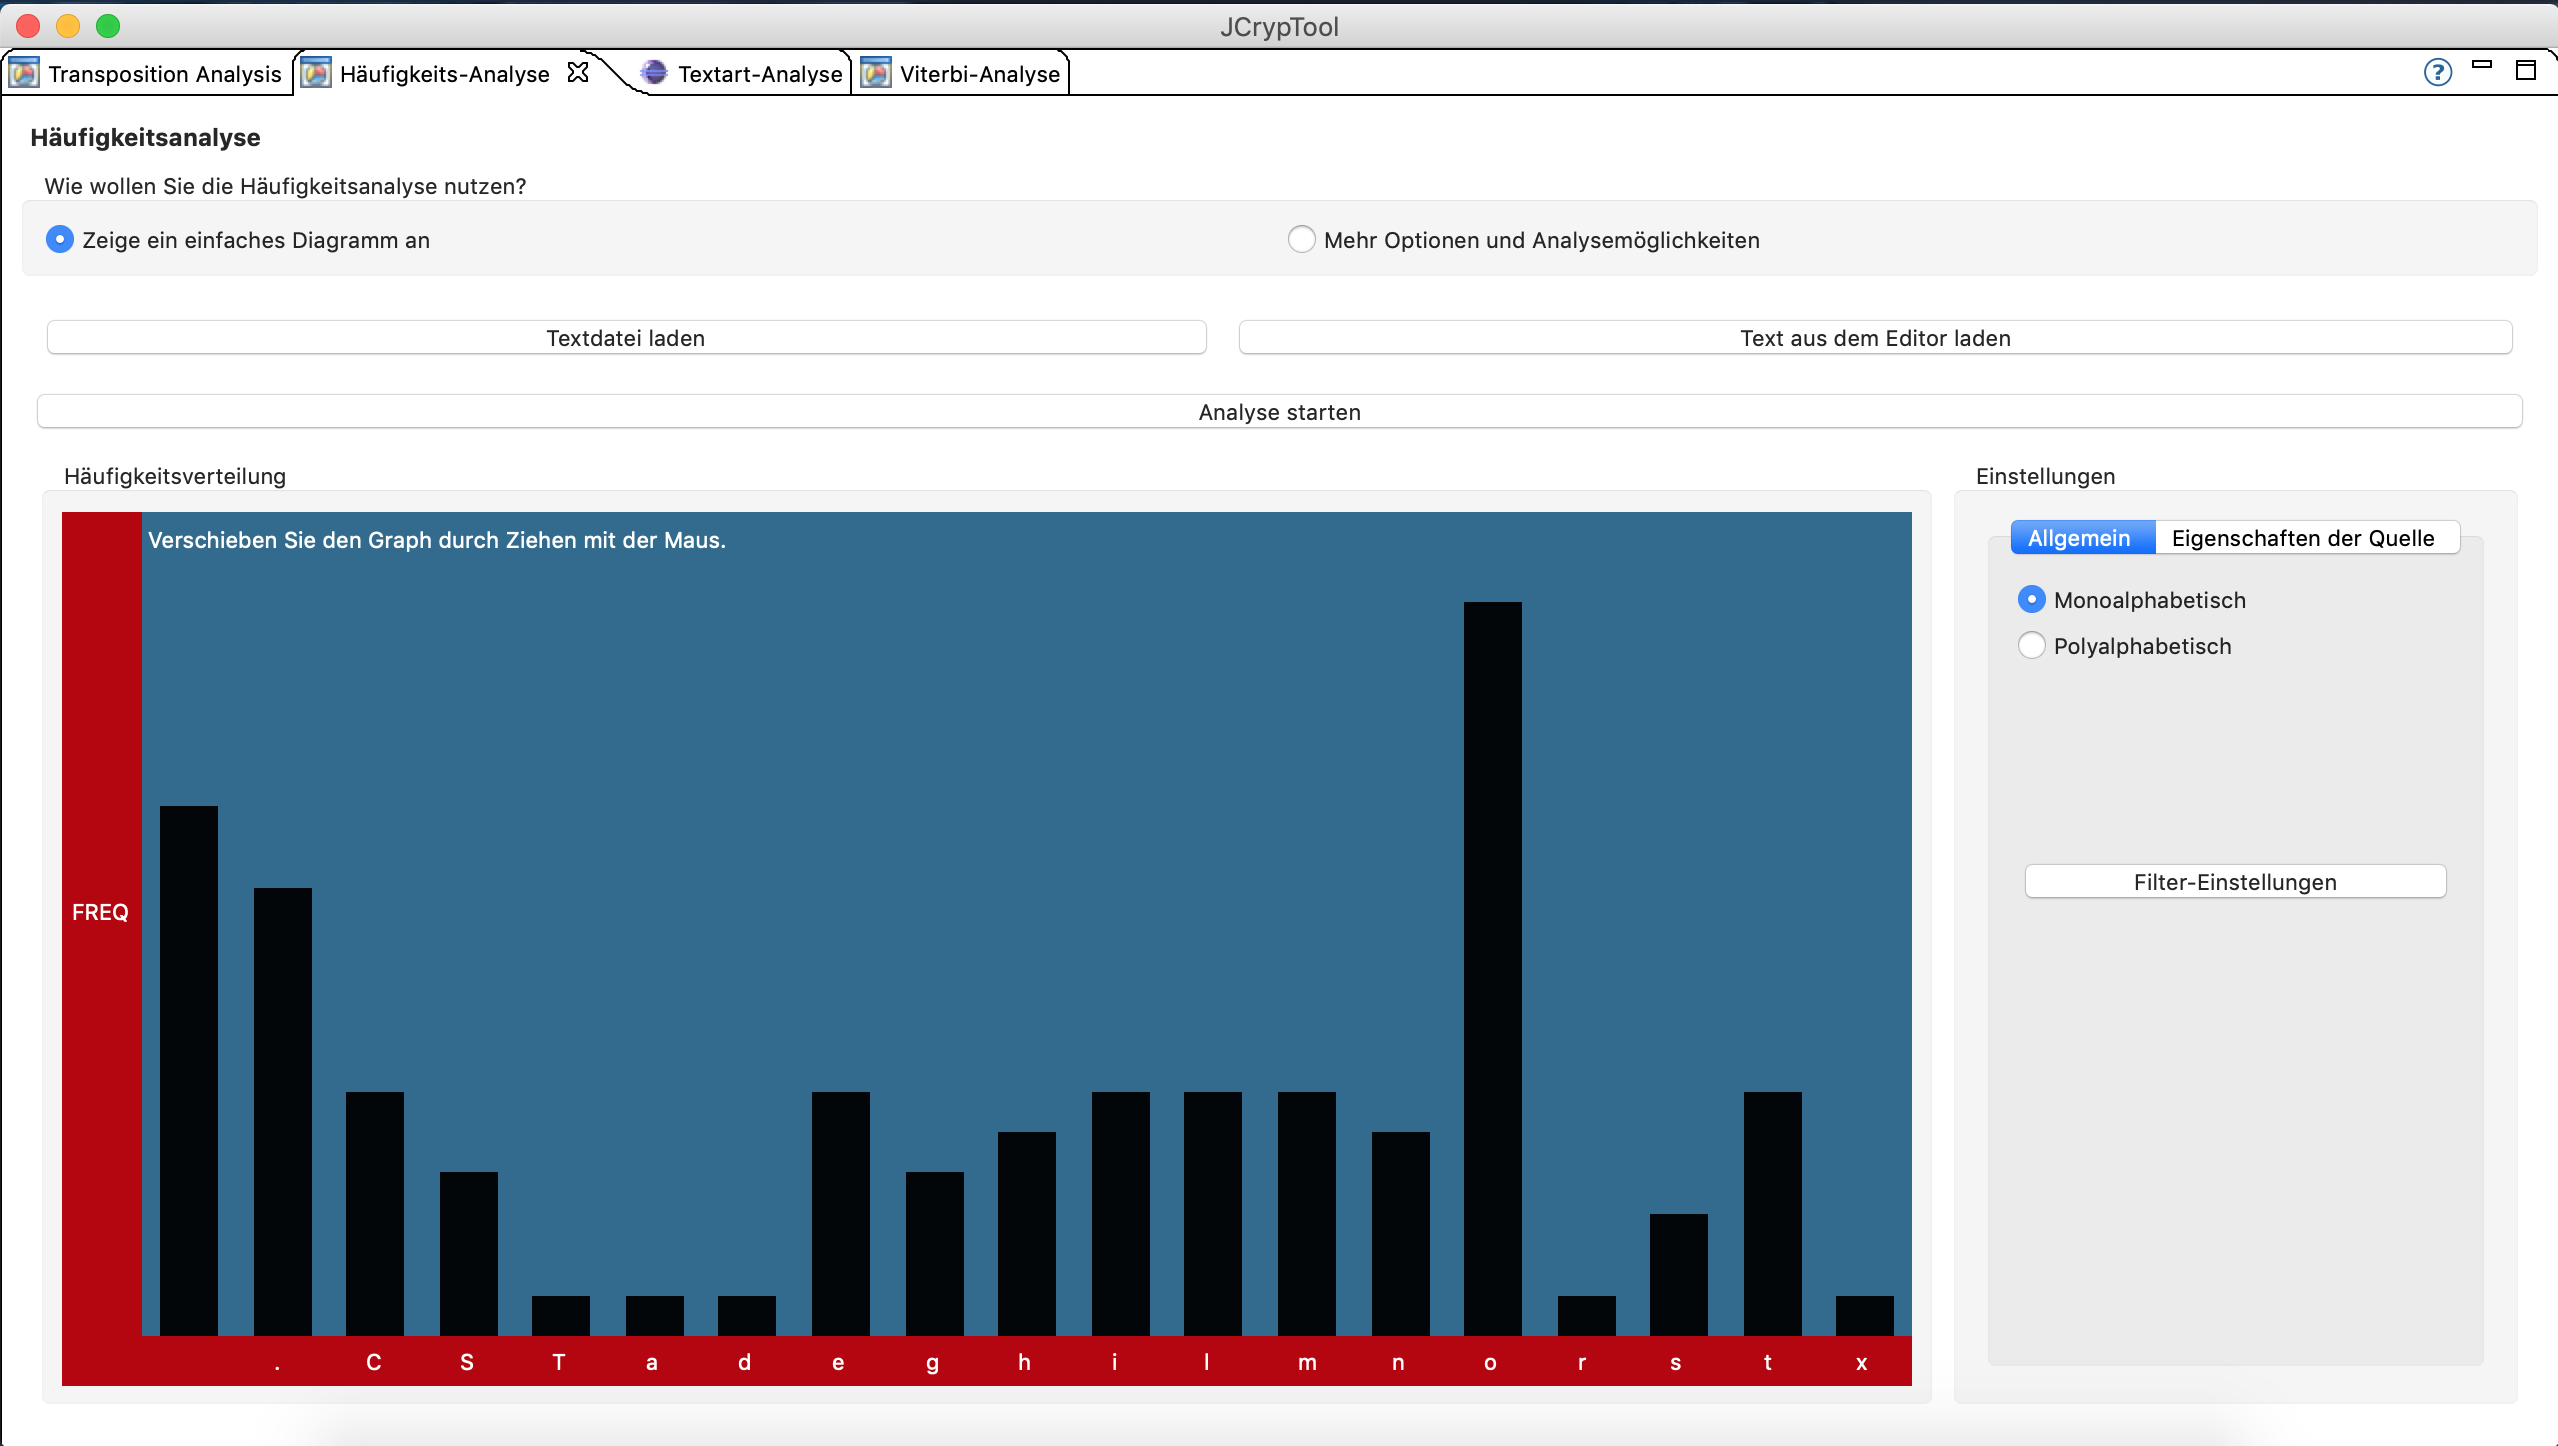 JCrypTool
Transposition Analysis Häufigkeits-Analyse Textart-Analyse Viterbi-Analyse ?
Häufigkeitsanalyse
Wie wollen Sie die Häufigkeitsanalyse nutzen?
Zeige ein einfaches Diagramm an Mehr Optionen und Analysemöglichkeiten
Textdatei laden Text aus dem Editor laden
Analyse starten
Häufigkeitsverteilung
Verschieben Sie den Graph durch Ziehen mit der Maus.
FREQ
. C S T a d e g h i l m n o r s t x
Einstellungen
Allgemein Eigenschaften der Quelle
Monoalphabetisch
Polyalphabetisch
Filter-Einstellungen